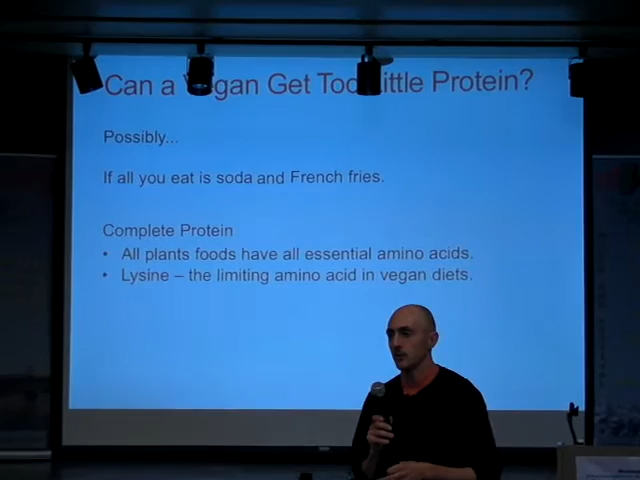 Can a Vegan Get Too Little Protein?
Possibly...
If all you eat is soda and French fries.
Complete Protein
• All plants foods have all essential amino acids.
• Lysine – the limiting amino acid in vegan diets.